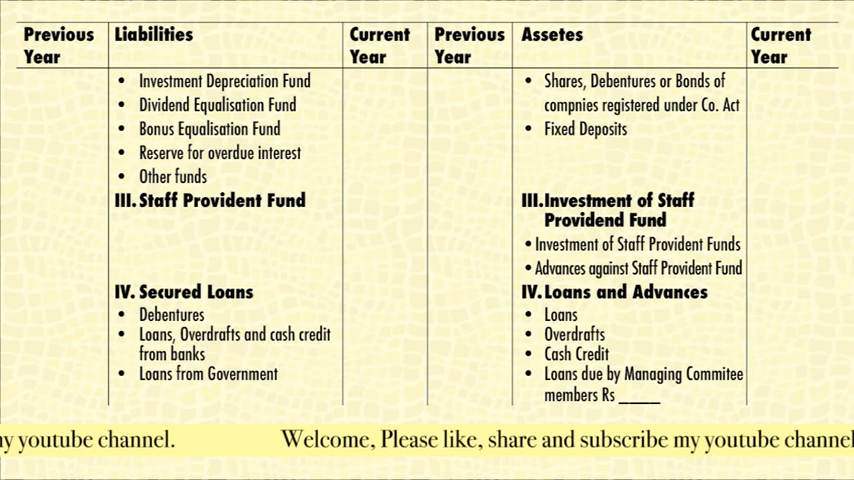 Previous Year
Liabilities
Current Year
Previous Year
Assetes
Current Year
• Investment Depreciation Fund
• Dividend Equalisation Fund
• Bonus Equalisation Fund
• Reserve for overdue interest
• Other funds
III. Staff Provident Fund
IV. Secured Loans
• Debentures
• Loans, Overdrafts and cash credit
from banks
• Loans from Government
• Shares, Debentures or Bonds of
compnies registered under Co. Act
• Fixed Deposits
III.Investment of Staff
Providend Fund
• Investment of Staff Provident Funds
• Advances against Staff Provident Fund
IV.Loans and Advances
• Loans
• Overdrafts
• Cash Credit
• Loans due by Managing Commitee
members Rs _____
ny youtube channel. Welcome, Please like, share and subscribe my youtube channel